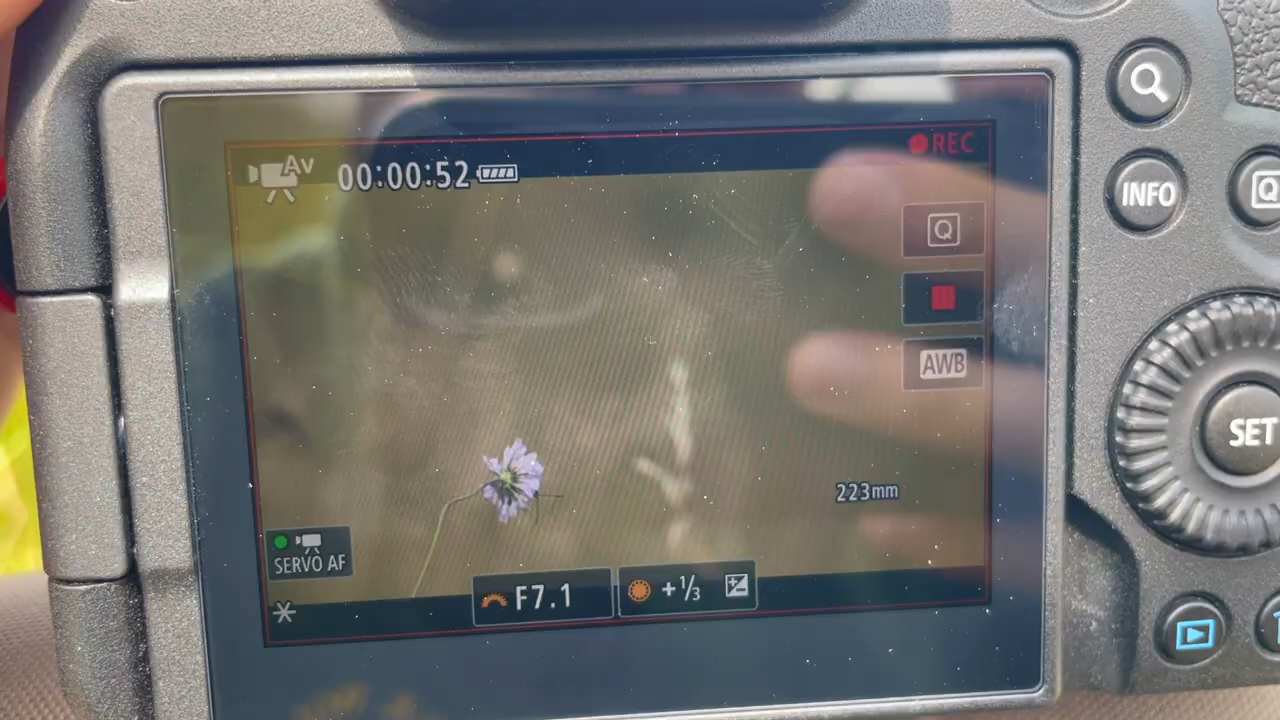 REC
Av
00:00:52
Q
AWB
223mm
SERVO AF
F7.1
+1/3
INFO
Q
SET